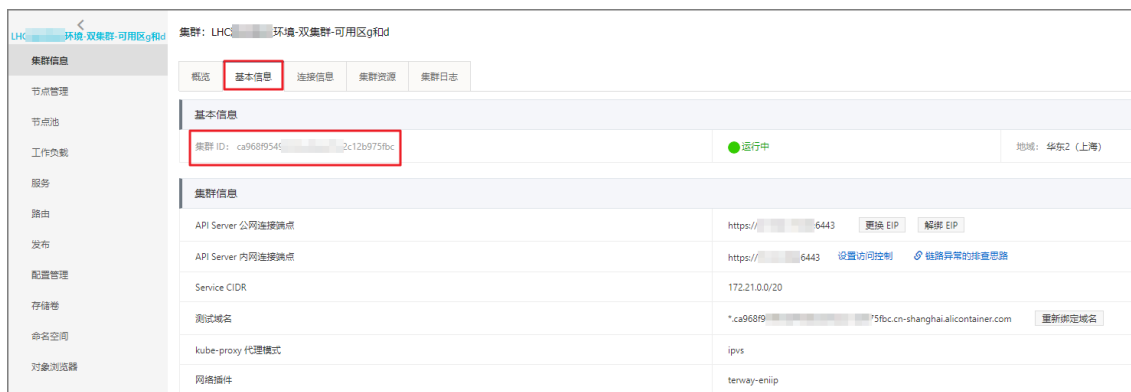 LHC 环境-双集群-可用区g和d
集群：LHC 环境-双集群-可用区g和d
集群信息
节点管理
节点池
工作负载
服务
路由
发布
配置管理
存储卷
命名空间
对象浏览器
概览 基本信息 连接信息 集群资源 集群日志
基本信息
集群 ID： ca968f9549 2c12b975fbc 运行中 地域： 华东2（上海）
集群信息
API Server 公网连接端点 https:// 6443 更换 EIP 解绑 EIP
API Server 内网连接端点 https:// 6443 设置访问控制 链路异常的排查思路
Service CIDR 172.21.0.0/20
测试域名 *.ca968f9 75fbc.cn-shanghai.alicontainer.com 重新绑定域名
kube-proxy 代理模式 ipvs
网络插件 terway-eniip